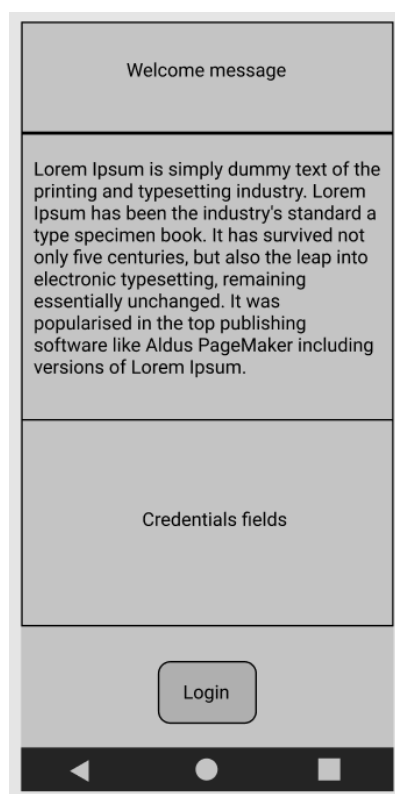 Welcome message
Lorem Ipsum is simply dummy text of the
printing and typesetting industry. Lorem
Ipsum has been the industry's standard a
type specimen book. It has survived not
only five centuries, but also the leap into
electronic typesetting, remaining
essentially unchanged. It was
popularised in the top publishing
software like Aldus PageMaker including
versions of Lorem Ipsum.
Credentials fields
Login